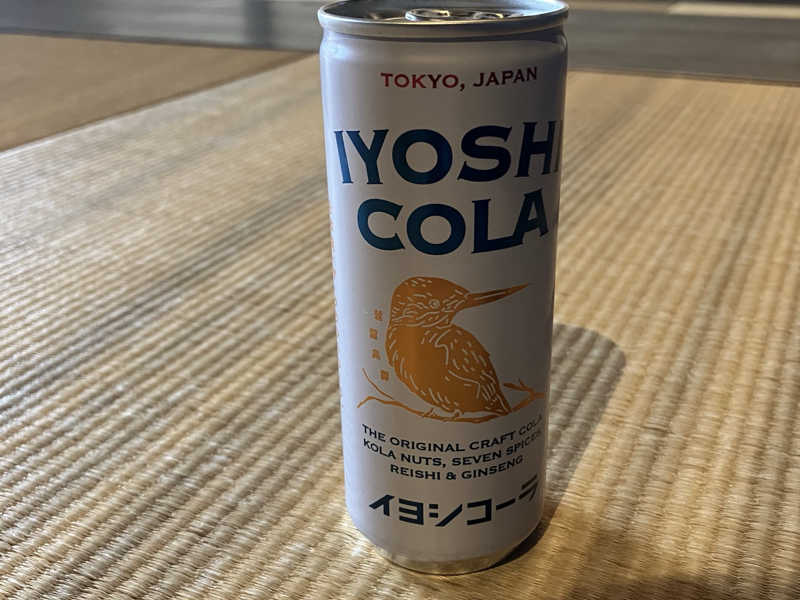 TOKYO, JAPAN
IYOSHI
COLA
THE ORIGINAL CRAFT COLA
KOLA NUTS, SEVEN SPICES
REISHI & GINSENG
イヨシコーラ